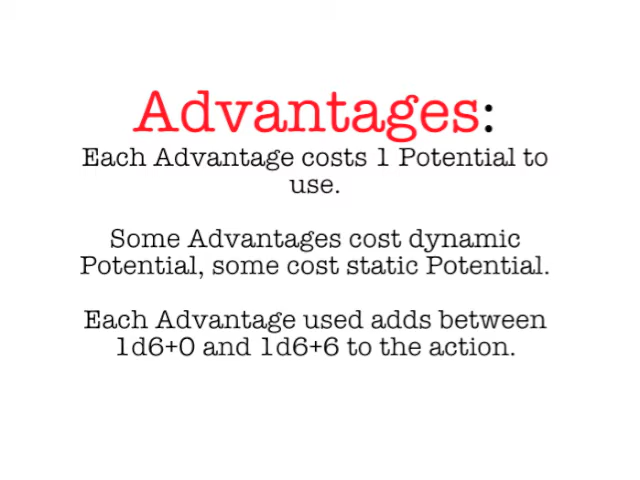 Advantages:
Each Advantage costs 1 Potential to
use.
Some Advantages cost dynamic
Potential, some cost static Potential.
Each Advantage used adds between
1d6+0 and 1d6+6 to the action.